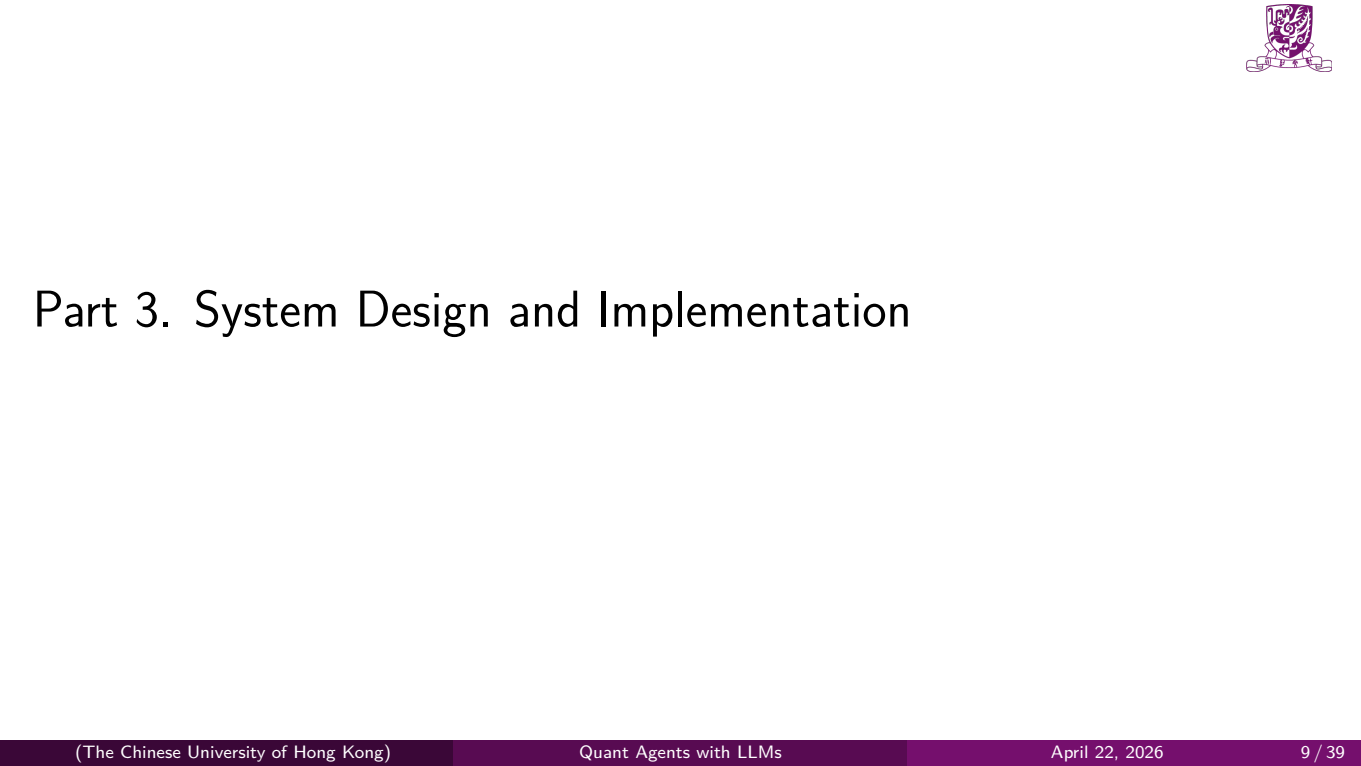 Part 3. System Design and Implementation
(The Chinese University of Hong Kong)
Quant Agents with LLMs
April 22, 2026
9 / 39